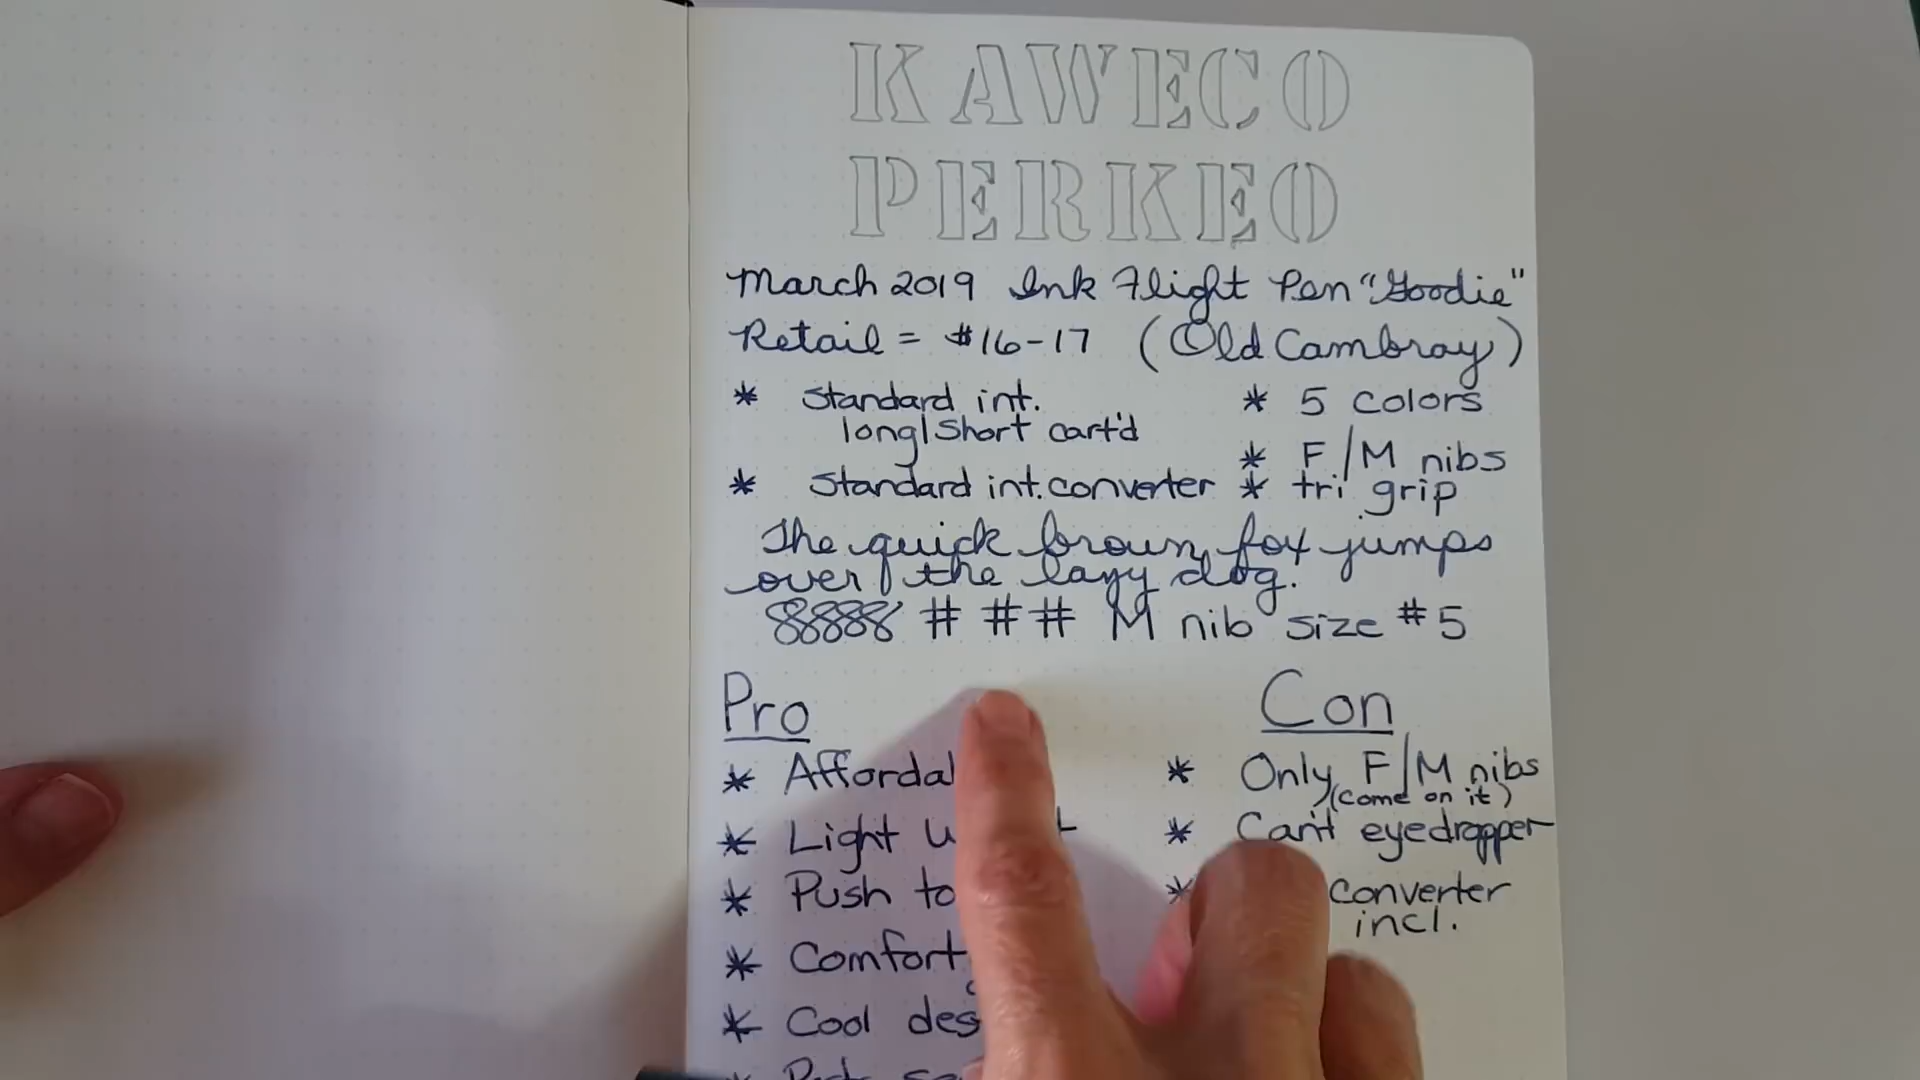 KAWECO
PERKEO
March 2019 Ink Flight Pen "Goodie"
Retail = $16-17 (Old Cambray)
* Standard int.
long/short cart'd
* Standard int. converter
* 5 colors
* F/M nibs
* tri grip
The quick brown fox jumps
over the lazy dog.
88888 # # # M nib size #5
Pro
* Affordal
* Light
* Push to
* Comfort
* Cool des
Con
* Only F/M nibs
(come on it)
* Can't eyedropper
* converter
incl.